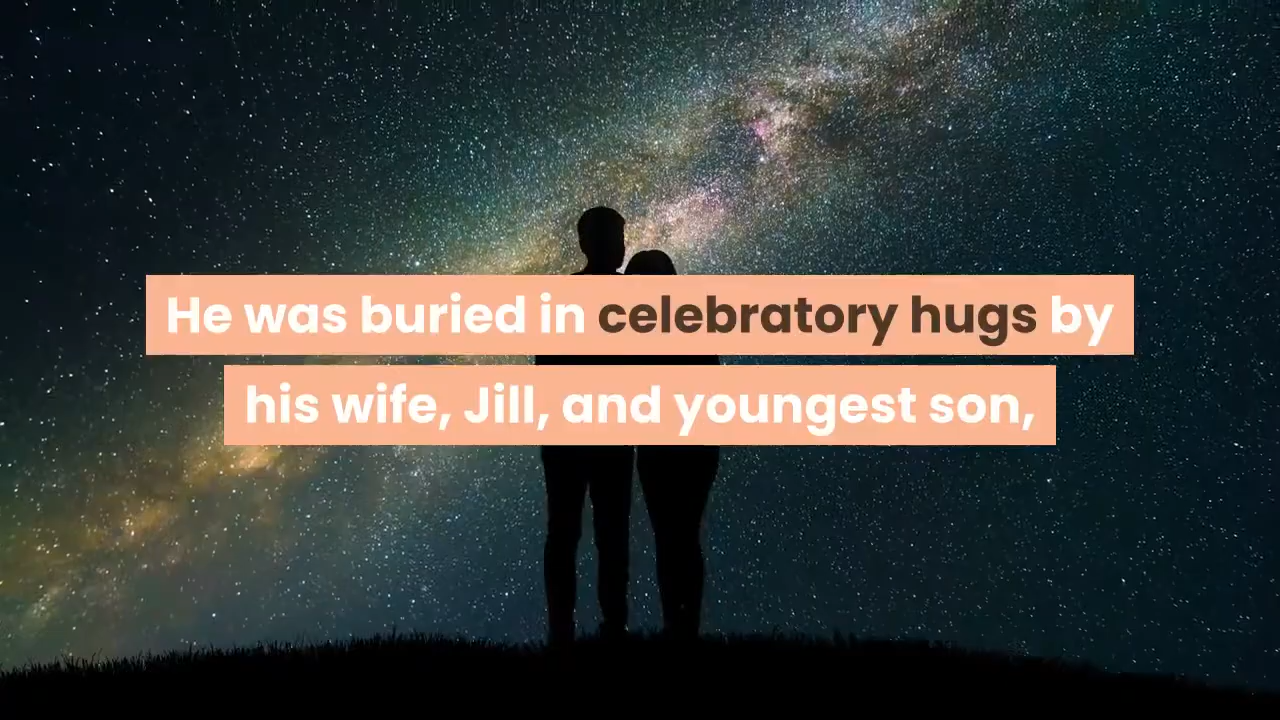 He was buried in celebratory hugs by
his wife, Jill, and youngest son,